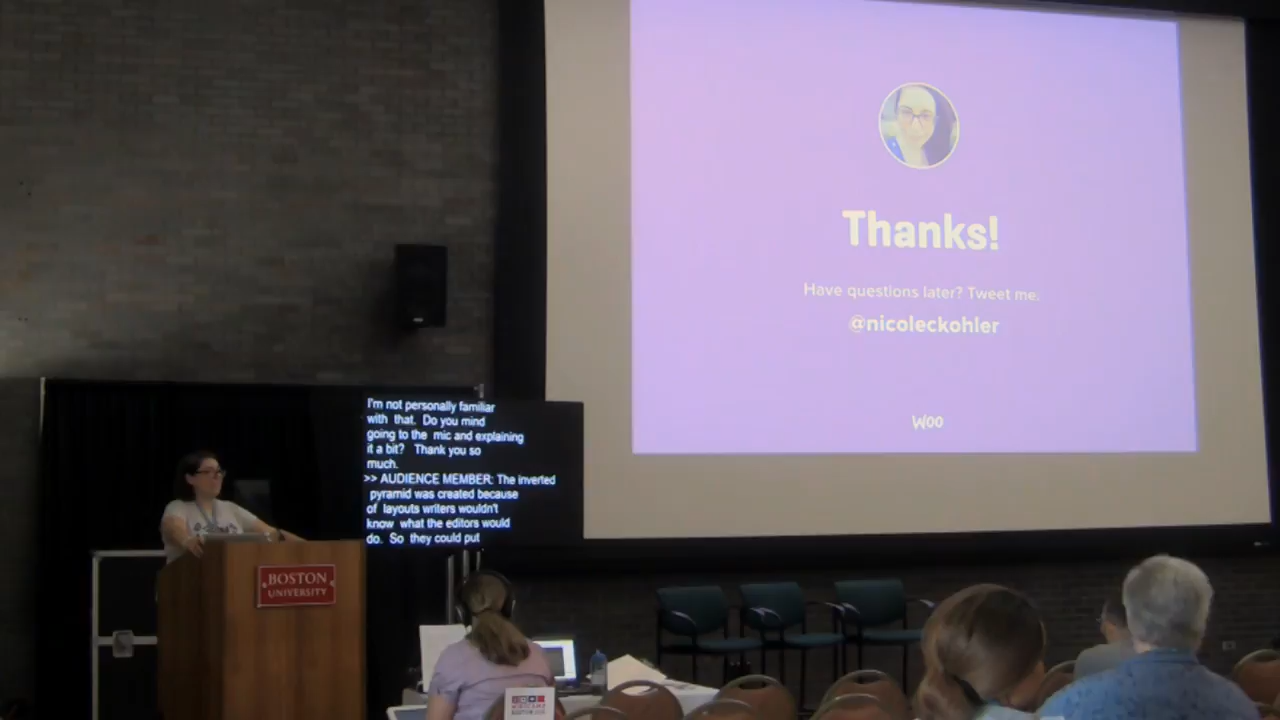 Thanks!
Have questions later? Tweet me.
@nicoleckohler
Woo
I'm not personally familiar
with that. Do you mind
going to the mic and explaining
it a bit? Thank you so
much.
>> AUDIENCE MEMBER: The inverted
pyramid was created because
of layouts writers wouldn't
know what the editors would
do. So they could put
BOSTON
UNIVERSITY